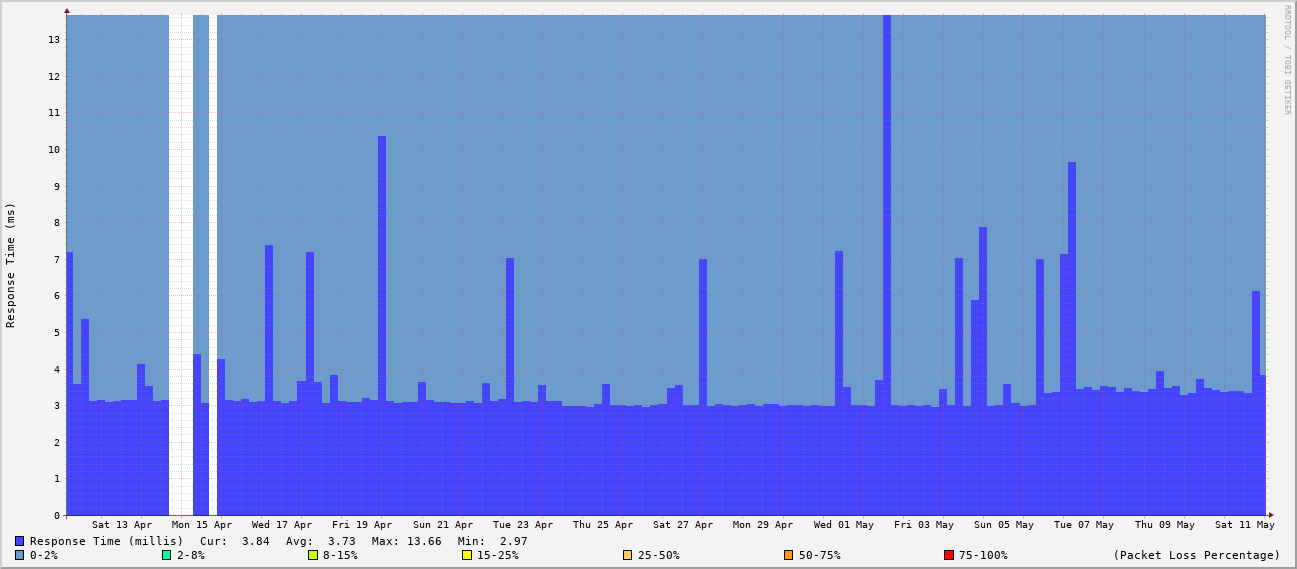 RRDTOOL / TOBI OETIKER
Response Time (ms)
13
12
11
10
9
8
7
6
5
4
3
2
1
0
Sat 13 Apr Mon 15 Apr Wed 17 Apr Fri 19 Apr Sun 21 Apr Tue 23 Apr Thu 25 Apr Sat 27 Apr Mon 29 Apr Wed 01 May Fri 03 May Sun 05 May Tue 07 May Thu 09 May Sat 11 May
Response Time (millis) Cur: 3.84 Avg: 3.73 Max: 13.66 Min: 2.97
0-2% 2-8% 8-15% 15-25% 25-50% 50-75% 75-100% (Packet Loss Percentage)